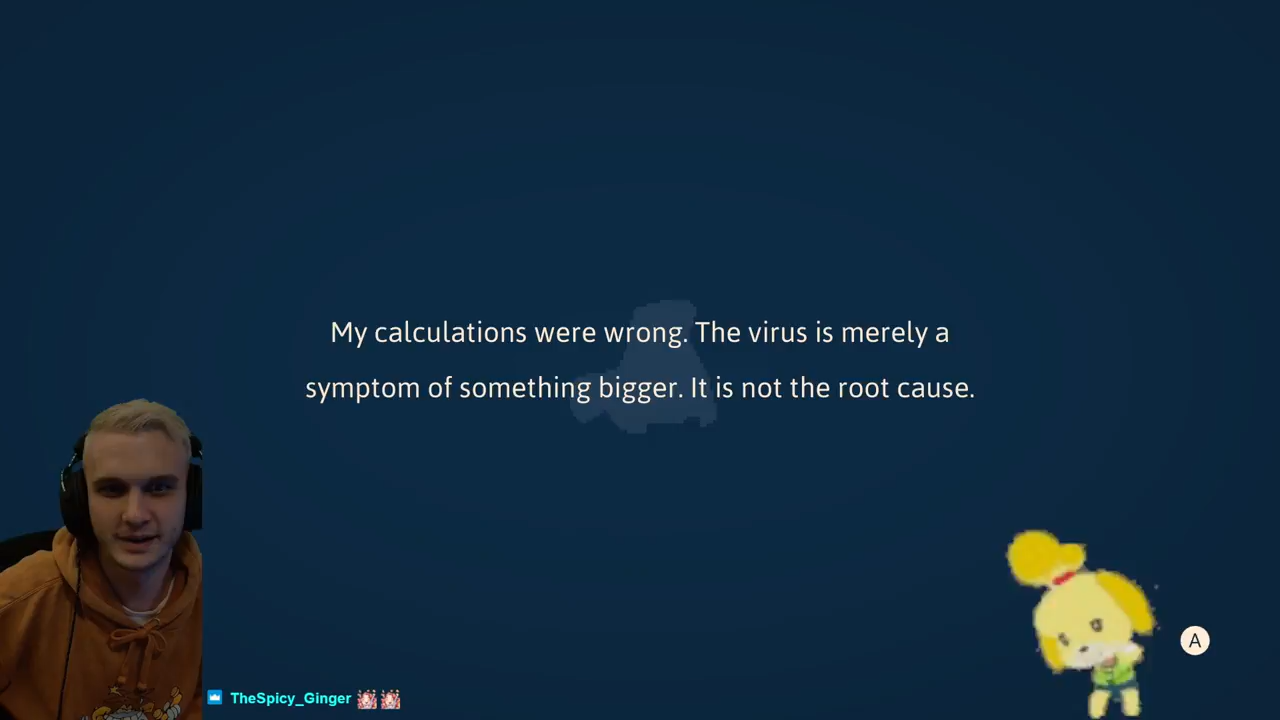 My calculations were wrong. The virus is merely a
symptom of something bigger. It is not the root cause.
A
TheSpicy_Ginger